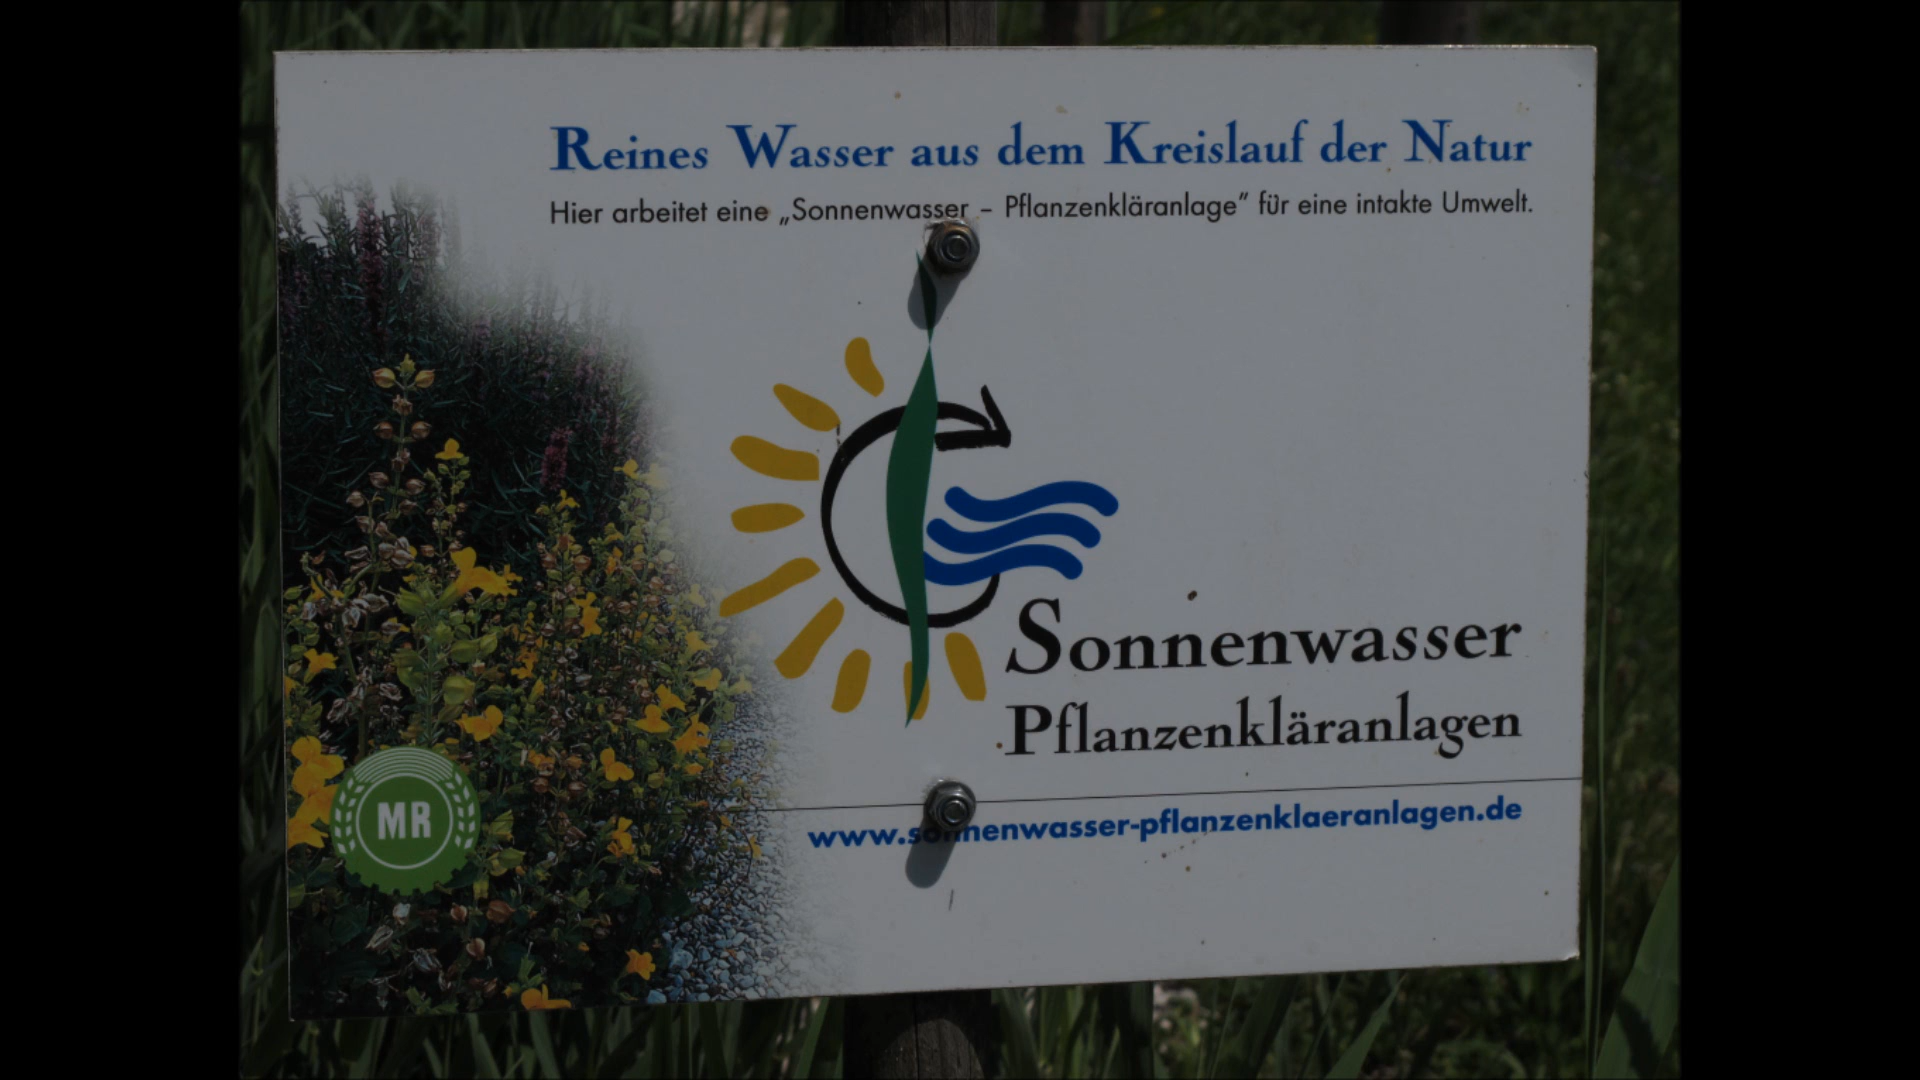 Reines Wasser aus dem Kreislauf der Natur
Hier arbeitet eine „Sonnenwasser – Pflanzenkläranlage” für eine intakte Umwelt.
Sonnenwasser
Pflanzenkläranlagen
www.sonnenwasser-pflanzenklaeranlagen.de
MR